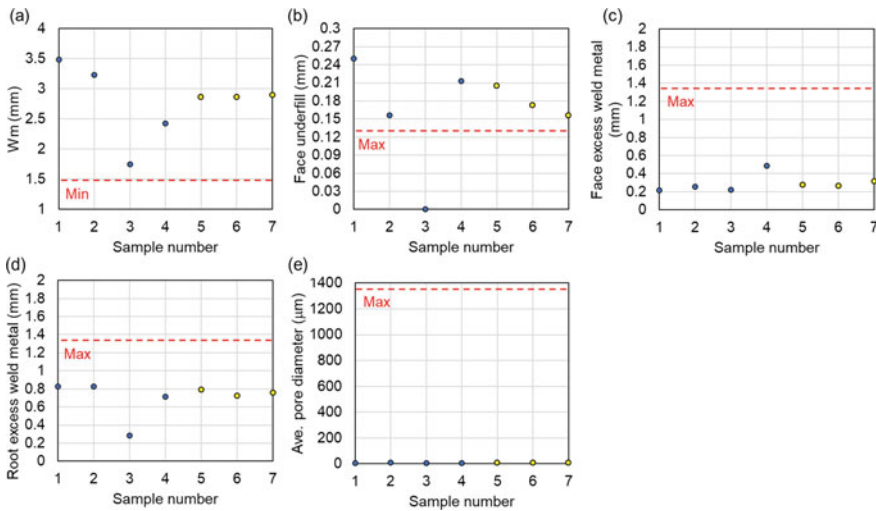 (a)
Wm (mm)
4
3.5
3
2.5
2
1.5
1
Min
1 2 3 4 5 6 7
Sample number
(b)
Face underfill (mm)
0.3
0.27
0.24
0.21
0.18
0.15
0.12
0.09
0.06
0.03
0
Max
1 2 3 4 5 6 7
Sample number
(c)
Face excess weld metal
(mm)
2
1.8
1.6
1.4
1.2
1
0.8
0.6
0.4
0.2
0
Max
1 2 3 4 5 6 7
Sample number
(d)
Root excess weld metal (mm)
2
1.8
1.6
1.4
1.2
1
0.8
0.6
0.4
0.2
0
Max
1 2 3 4 5 6 7
Sample number
(e)
Ave. pore diameter (μm)
1400
1200
1000
800
600
400
200
0
Max
1 2 3 4 5 6 7
Sample number